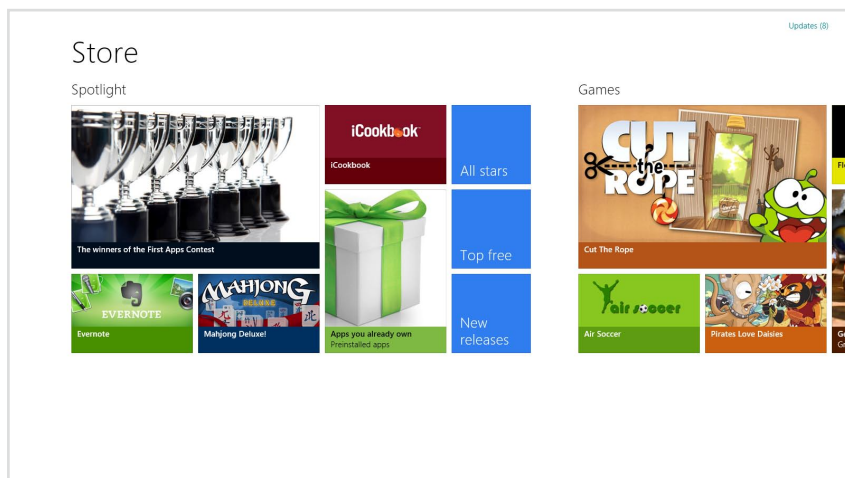 Updates (8)
Store
Spotlight
Games
iCookbook
iCookbook
All stars
CUT
the
ROPE
The winners of the First Apps Contest
Top free
Cut The Rope
EVERNOTE
MAHJONG
DELUXE
New
releases
air soccer
Evernote
Mahjong Deluxe!
Apps you already own
Preinstalled apps
Air Soccer
Pirates Love Daisies